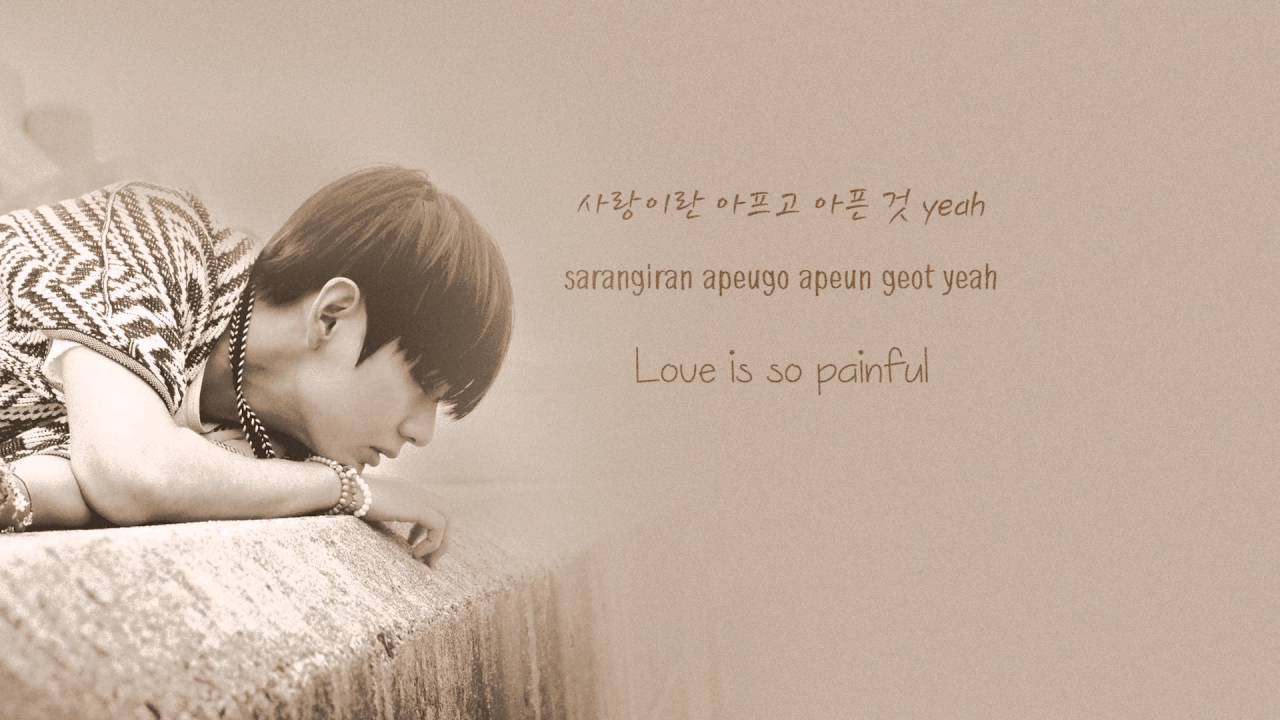 사랑이란 아프고 아픈 것 yeah
sarangiran apeugo apeun geot yeah
Love is so painful